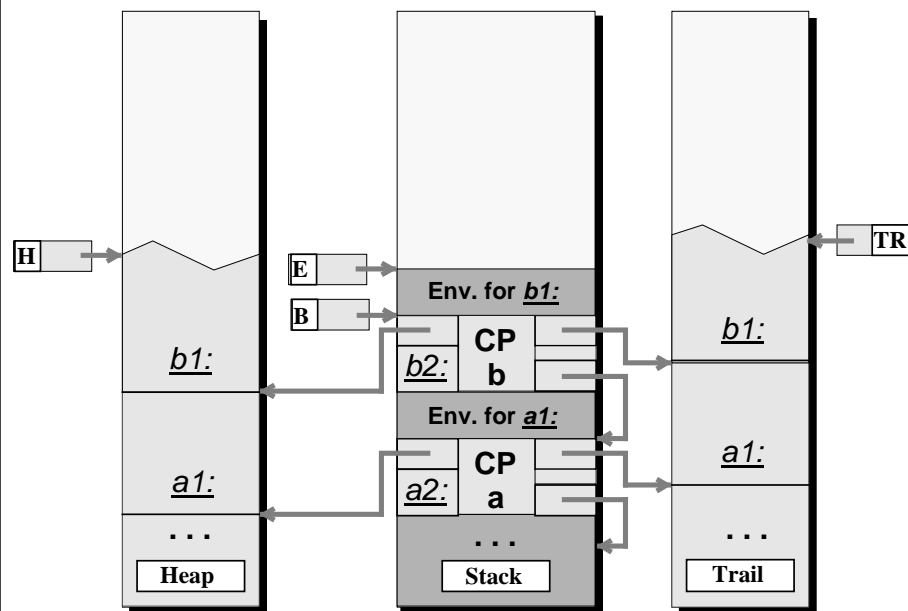 H
E
B
TR
Env. for b1:
CP
b
b2:
Env. for a1:
CP
a
a2:
. . .
Stack
b1:
a1:
. . .
Heap
b1:
a1:
. . .
Trail